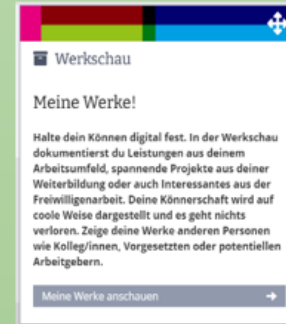 Werkschau
Meine Werke!
Halte dein Können digital fest. In der Werkschau
dokumentierst du Leistungen aus deinem
Arbeitsumfeld, spannende Projekte aus deiner
Weiterbildung oder auch Interessantes aus der
Freiwilligenarbeit. Deine Könnerschaft wird auf
coole Weise dargestellt und es geht nichts
verloren. Zeige deine Werke anderen Personen
wie Kolleg/innen, Vorgesetzten oder potentiellen
Arbeitgebern.
Meine Werke anschauen